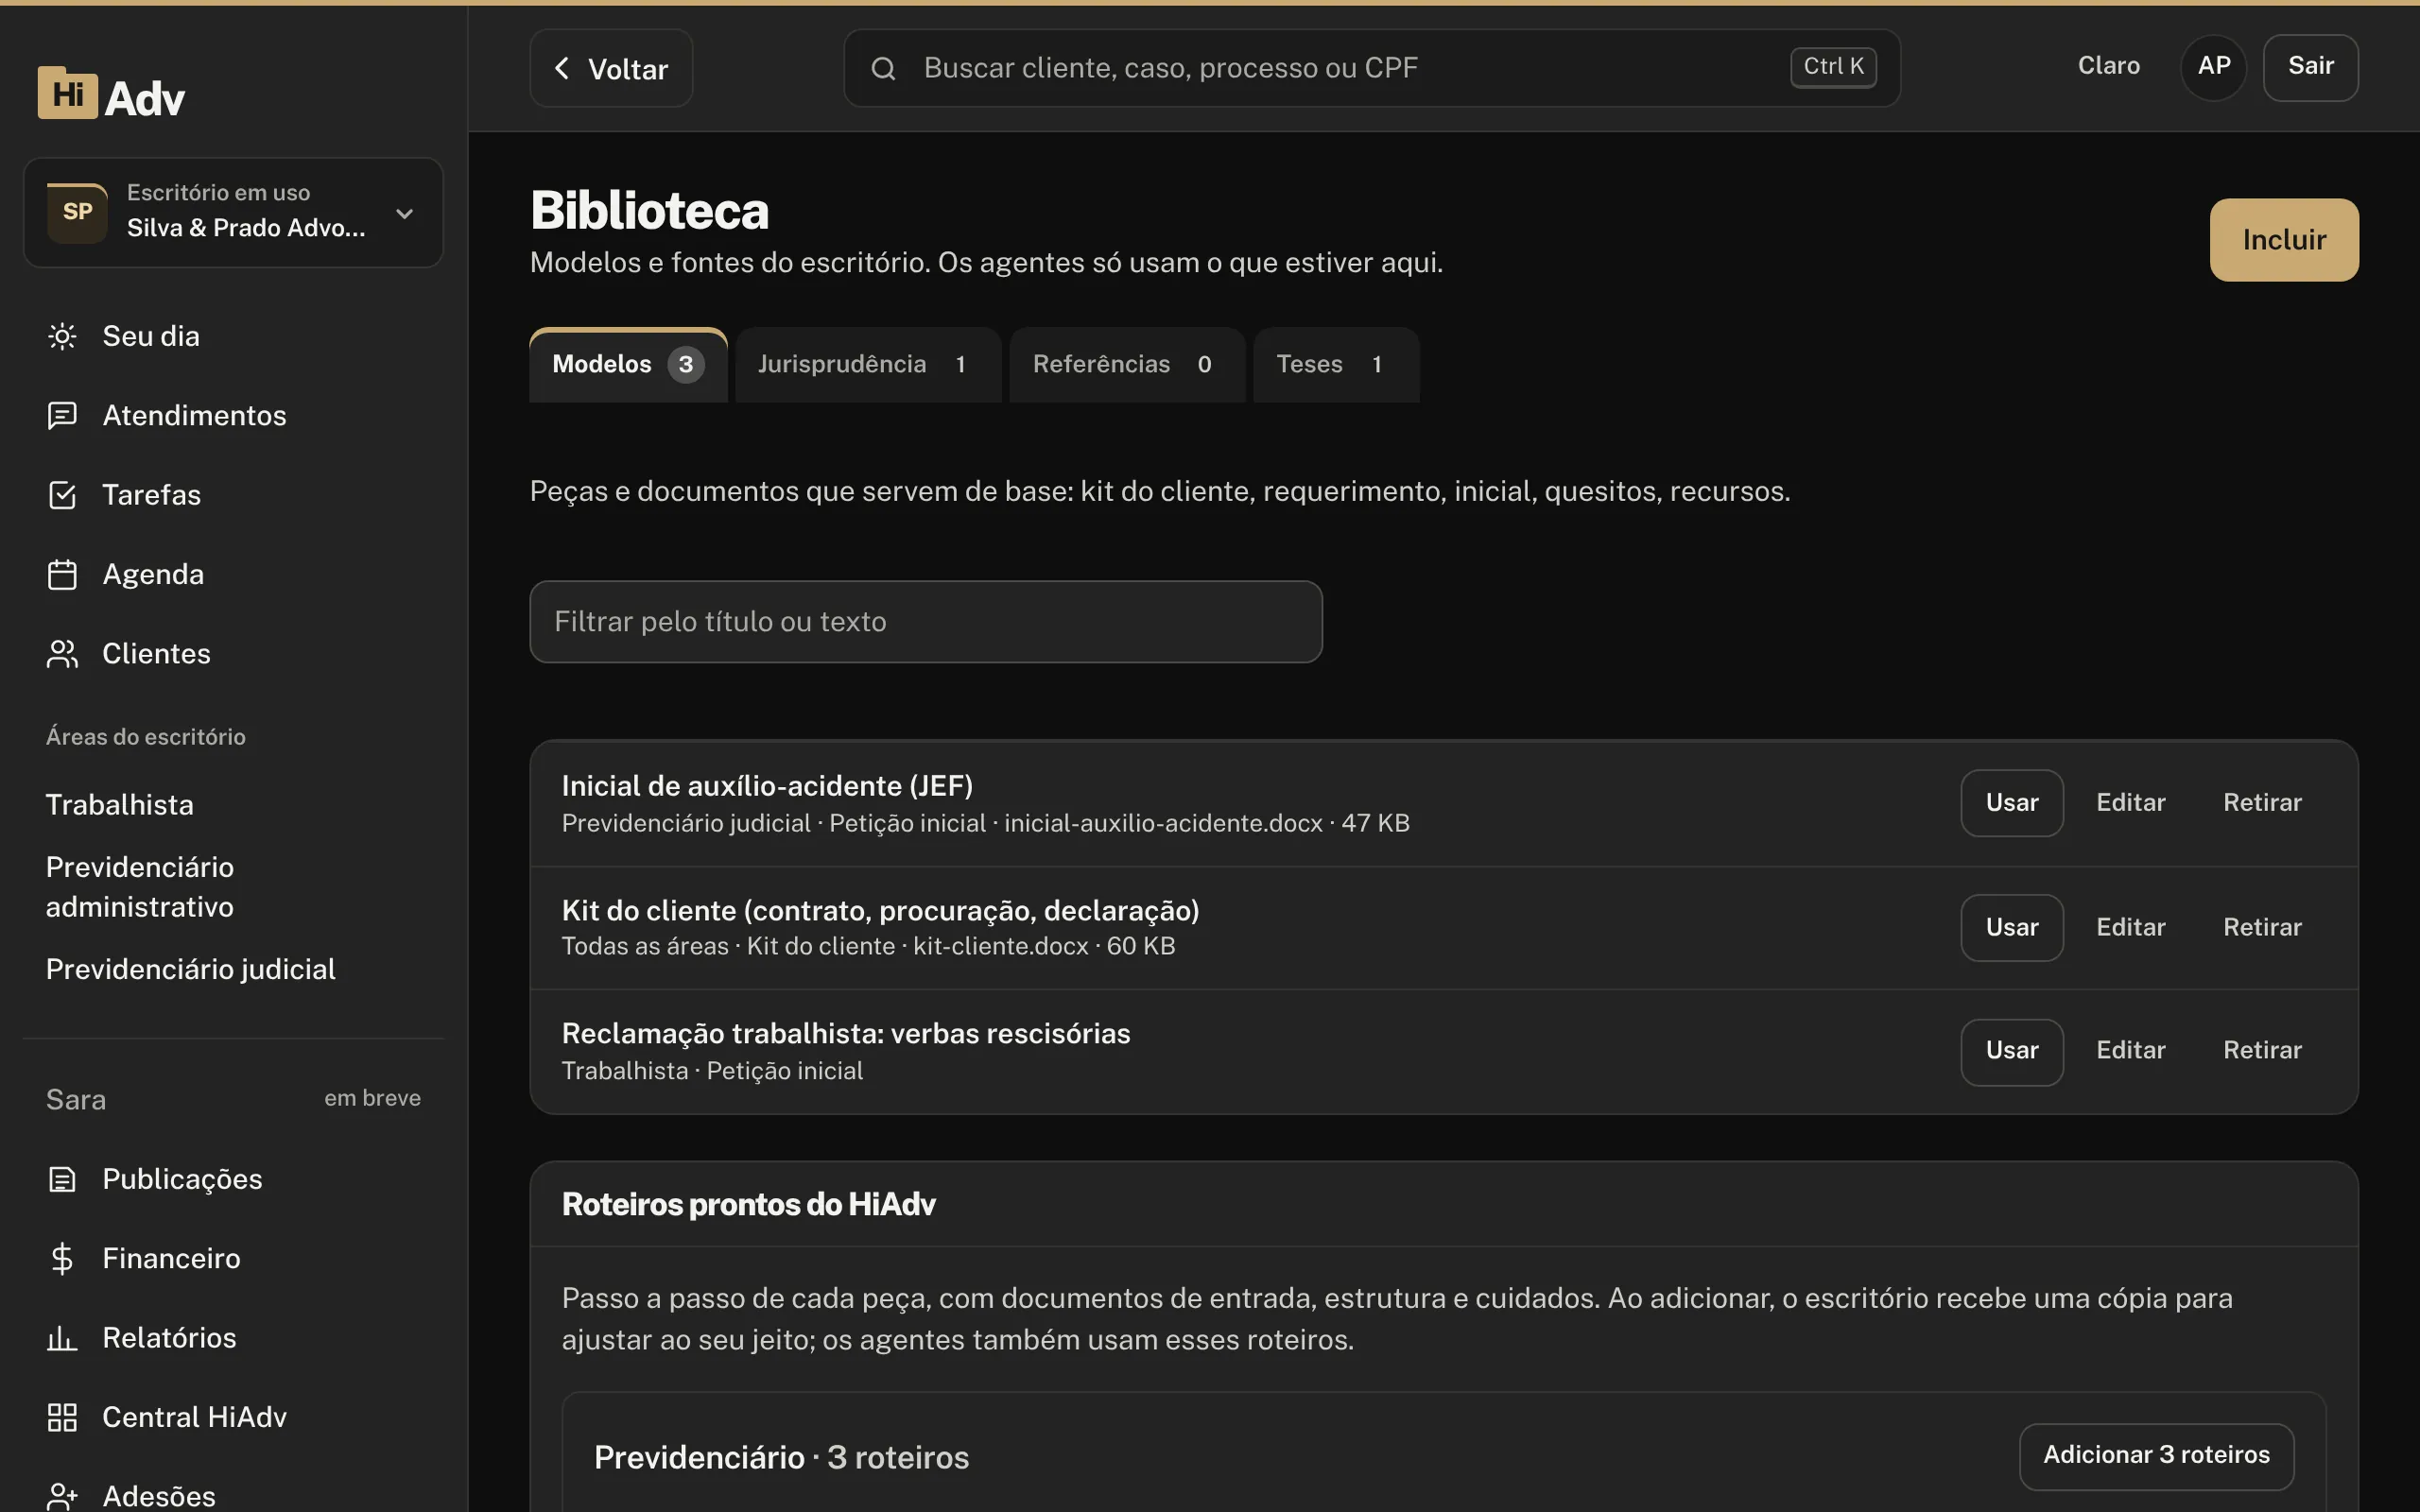 Hi Adv
Escritório em uso
SP
Silva & Prado Advo...
Seu dia
Atendimentos
Tarefas
Agenda
Clientes
Áreas do escritório
Trabalhista
Previdenciário
administrativo
Previdenciário judicial
Sara em breve
Publicações
Financeiro
Relatórios
Central HiAdv
Adesões
Voltar
Buscar cliente, caso, processo ou CPF Ctrl K
Claro AP Sair
Biblioteca
Modelos e fontes do escritório. Os agentes só usam o que estiver aqui.
Incluir
Modelos 3 Jurisprudência 1 Referências 0 Teses 1
Peças e documentos que servem de base: kit do cliente, requerimento, inicial, quesitos, recursos.
Filtrar pelo título ou texto
Inicial de auxílio-acidente (JEF)
Previdenciário judicial · Petição inicial · inicial-auxilio-acidente.docx · 47 KB
Usar Editar Retirar
Kit do cliente (contrato, procuração, declaração)
Todas as áreas · Kit do cliente · kit-cliente.docx · 60 KB
Usar Editar Retirar
Reclamação trabalhista: verbas rescisórias
Trabalhista · Petição inicial
Usar Editar Retirar
Roteiros prontos do HiAdv
Passo a passo de cada peça, com documentos de entrada, estrutura e cuidados. Ao adicionar, o escritório recebe uma cópia para
ajustar ao seu jeito; os agentes também usam esses roteiros.
Previdenciário · 3 roteiros
Adicionar 3 roteiros